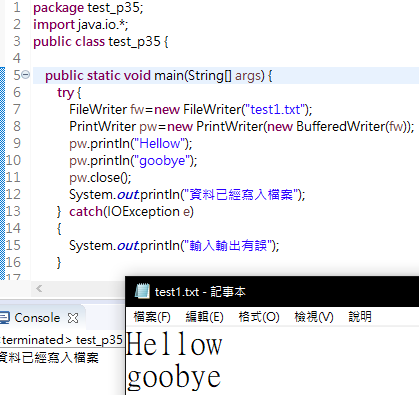 1 package test_p35;
2 import java.io.*;
3 public class test_p35 {
4
5 public static void main(String[] args) {
6 try {
7 FileWriter fw=new FileWriter("test1.txt");
8 PrintWriter pw=new PrintWriter(new BufferedWriter(fw));
9 pw.println("Hellow");
10 pw.println("goobye");
11 pw.close();
12 System.out.println("資料已經寫入檔案");
13 } catch(IOException e)
14 {
15 System.out.println("輸入輸出有誤");
16 }
17
test1.txt - 記事本
檔案(F) 編輯(E) 格式(O) 檢視(V) 說明
Hellow
goobye
Console
<terminated> test_p35
資料已經寫入檔案